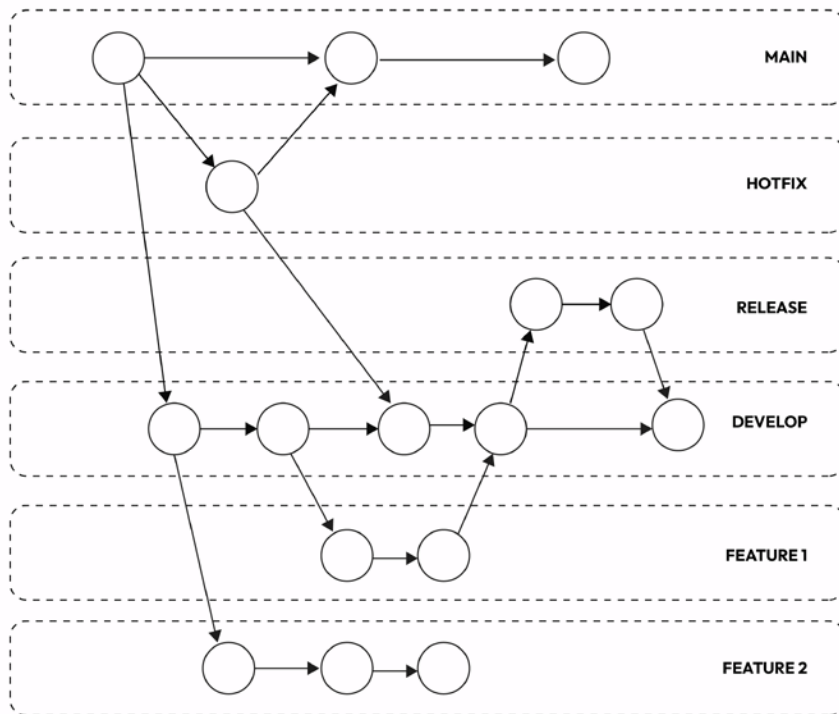 MAIN
HOTFIX
RELEASE
DEVELOP
FEATURE 1
FEATURE 2